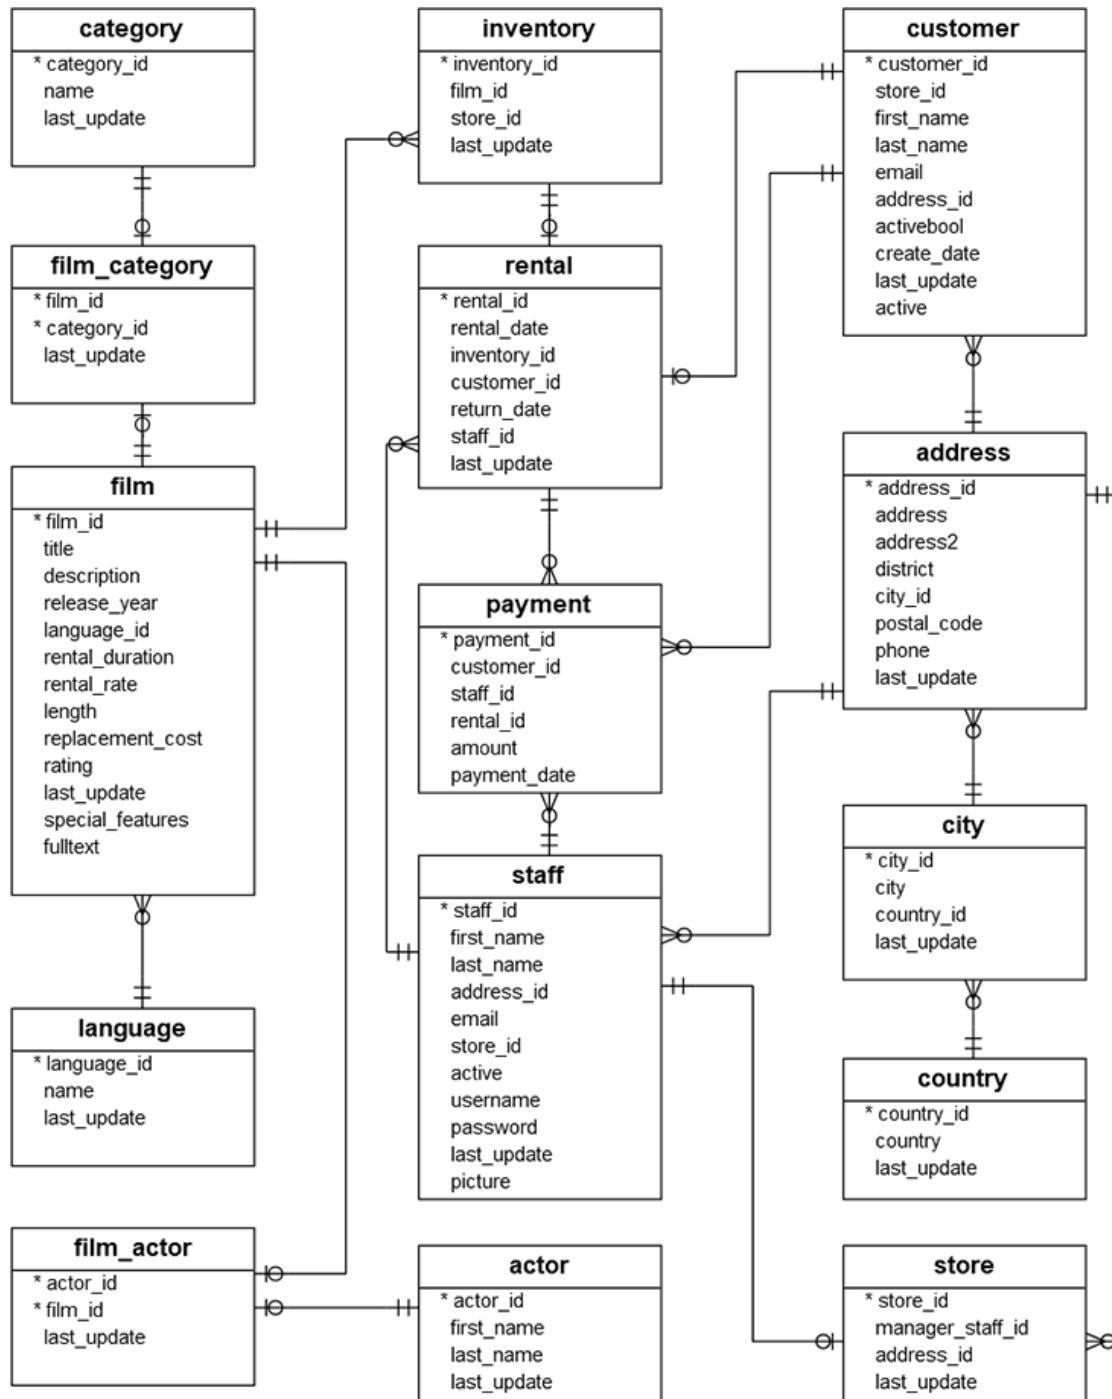 category
* category_id
name
last_update
film_category
* film_id
* category_id
last_update
film
* film_id
title
description
release_year
language_id
rental_duration
rental_rate
length
replacement_cost
rating
last_update
special_features
fulltext
language
* language_id
name
last_update
film_actor
* actor_id
* film_id
last_update
inventory
* inventory_id
film_id
store_id
last_update
rental
* rental_id
rental_date
inventory_id
customer_id
return_date
staff_id
last_update
payment
* payment_id
customer_id
staff_id
rental_id
amount
payment_date
staff
* staff_id
first_name
last_name
address_id
email
store_id
active
username
password
last_update
picture
actor
* actor_id
first_name
last_name
last_update
customer
* customer_id
store_id
first_name
last_name
email
address_id
activebool
create_date
last_update
active
address
* address_id
address
address2
district
city_id
postal_code
phone
last_update
city
* city_id
city
country_id
last_update
country
* country_id
country
last_update
store
* store_id
manager_staff_id
address_id
last_update